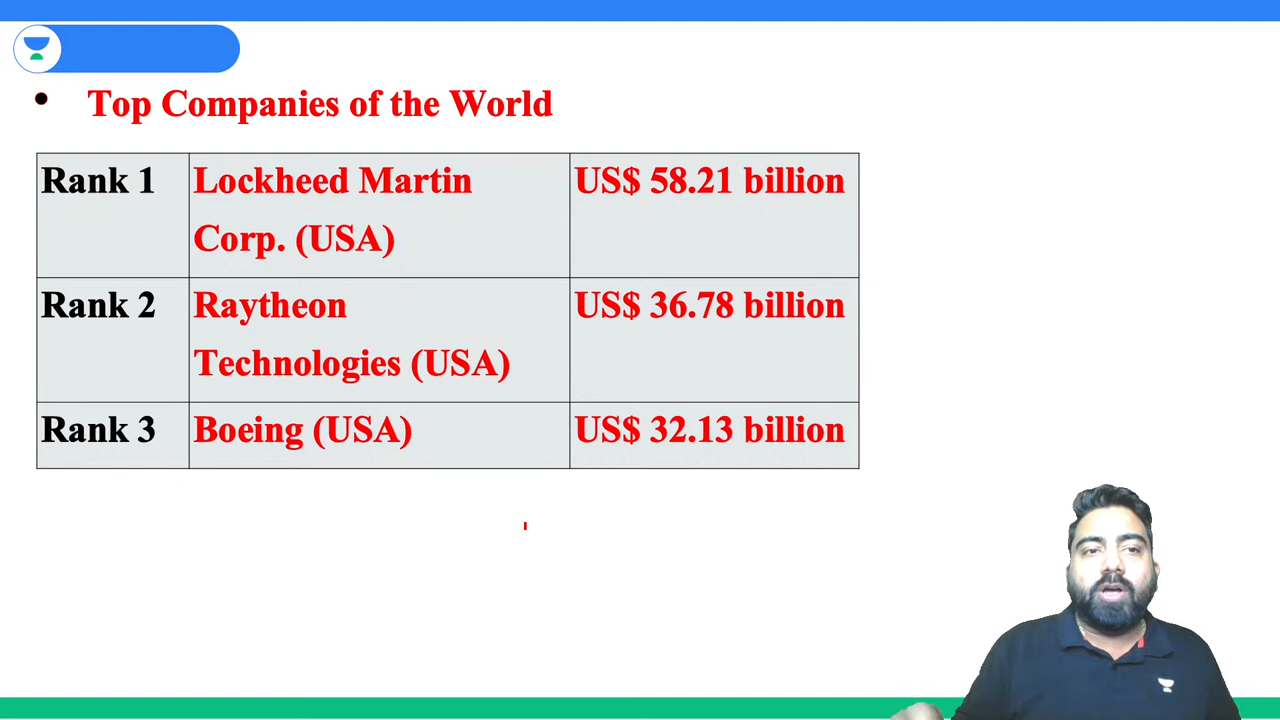 • Top Companies of the World
Rank 1 Lockheed Martin Corp. (USA) US$ 58.21 billion
Rank 2 Raytheon Technologies (USA) US$ 36.78 billion
Rank 3 Boeing (USA) US$ 32.13 billion